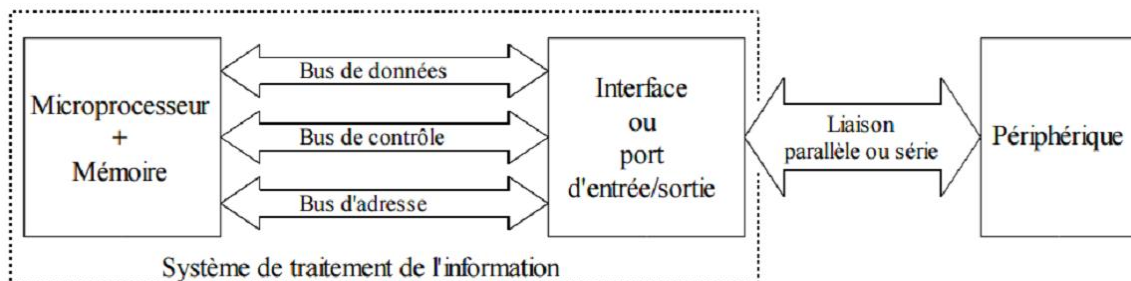 Microprocesseur
+
Mémoire
Bus de données
Bus de contrôle
Bus d'adresse
Interface
ou
port
d'entrée/sortie
Liaison
parallèle ou série
Périphérique
Système de traitement de l'information